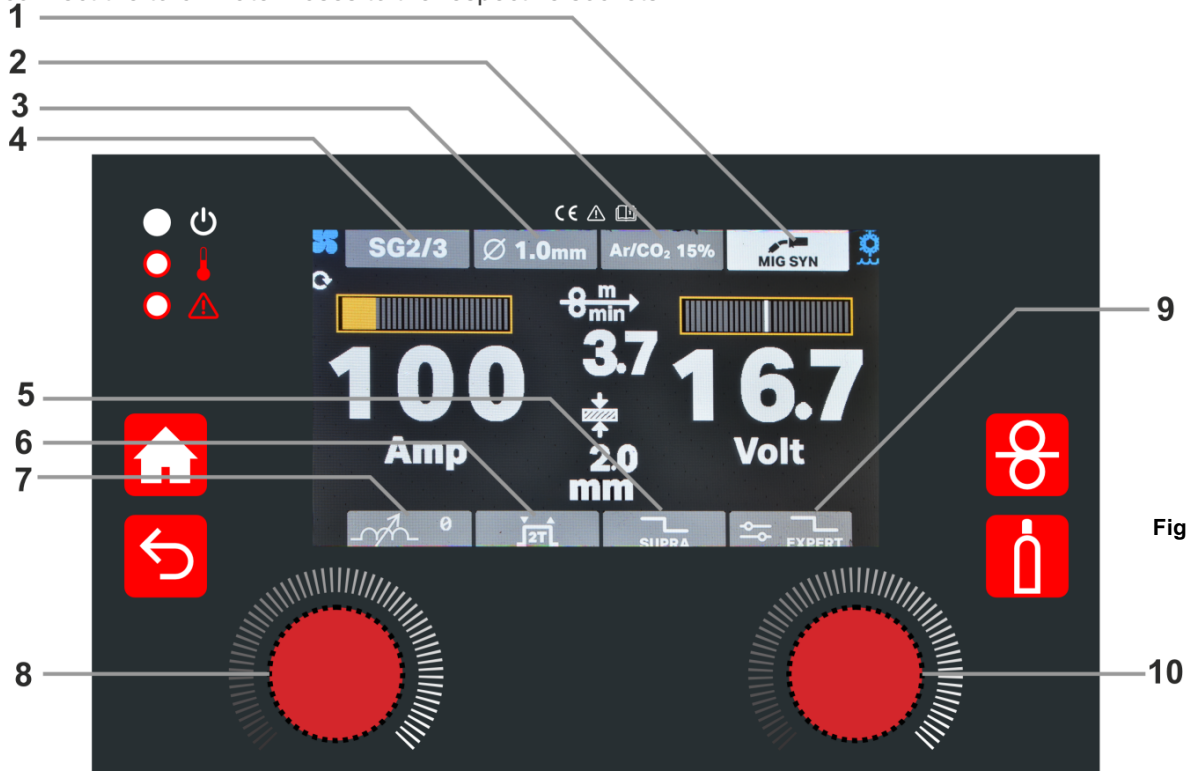 1
2
3
4
CE
SG2/3
Ø 1.0mm
Ar/CO₂ 15%
MIG SYN
m
min
3.7
100
Amp
16.7
Volt
2.0
mm
5
6
7
9
0
2T
SUPRA
EXPERT
Fig
8
10